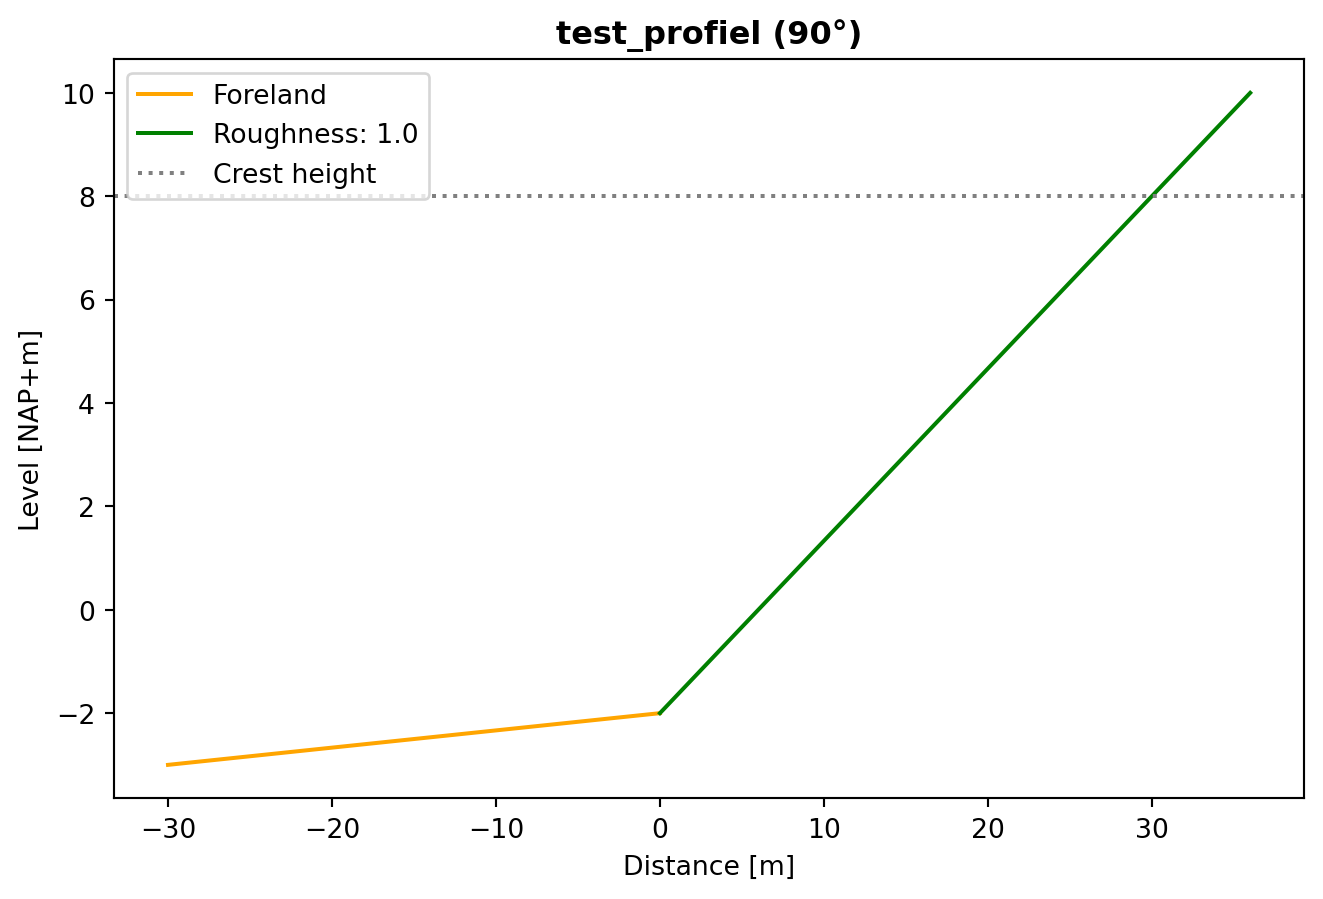 test_profiel (90°)
Foreland
Roughness: 1.0
Crest height
10
8
6
4
2
0
−2
Level [NAP+m]
−30 −20 −10 0 10 20 30
Distance [m]